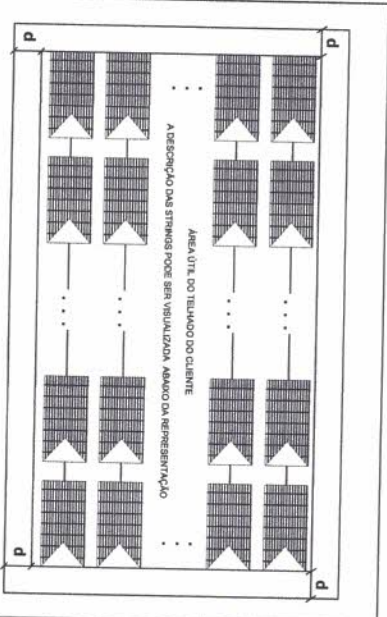 d
d
ÁREA ÚTIL DO TELHADO DO CLIENTE
A DESCRIÇÃO DAS STRINGS PODE SER VISUALIZADA ABAIXO DA REPRESENTAÇÃO
d
d